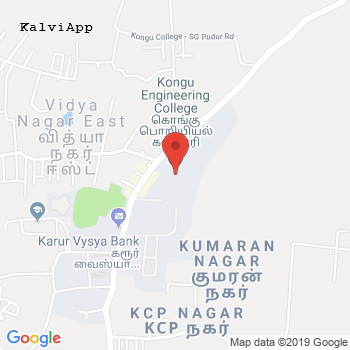 KalviApp
Kongu College - SG Pudur Rd
Kongu
Engineering
College
கொங்கு
பொறியியல்
Vidya
Nagar East
வித்யா
நகர்
ஈஸ்ட்
Karur Vysya Bank
கரூர்
வைஸ்யா...
KUMARAN
NAGAR
குமரன்
நகர்
KCP NAGAR
KCP நகர்
Google
Map data ©2019 Google